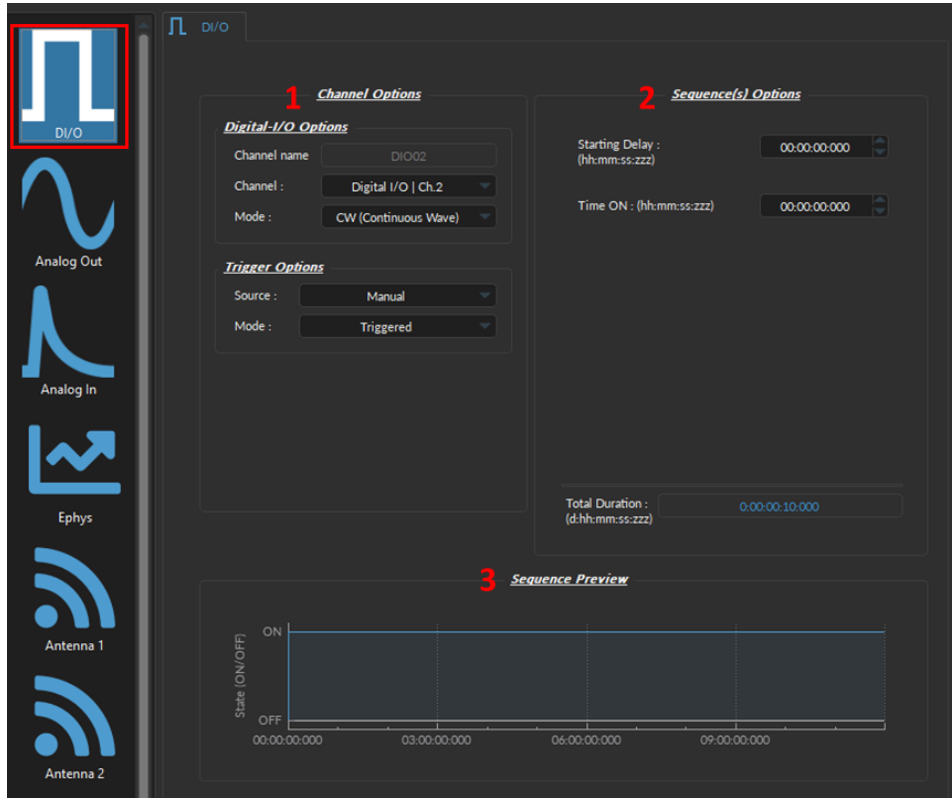 DI/O
DI/O
Analog Out
Analog In
Ephys
Antenna 1
Antenna 2
1 Channel Options
Digital-I/O Options
Channel name DIO02
Channel : Digital I/O | Ch.2
Mode : CW (Continuous Wave)
Trigger Options
Source : Manual
Mode : Triggered
2 Sequence(s) Options
Starting Delay : 00:00:00:000
(hh:mm:ss:zzz)
Time ON : (hh:mm:ss:zzz) 00:00:00:000
Total Duration : 0:00:00:10:000
(d:hh:mm:ss:zzz)
3 Sequence Preview
State (ON/OFF)
ON
OFF
00:00:00:000 03:00:00:000 06:00:00:000 09:00:00:000